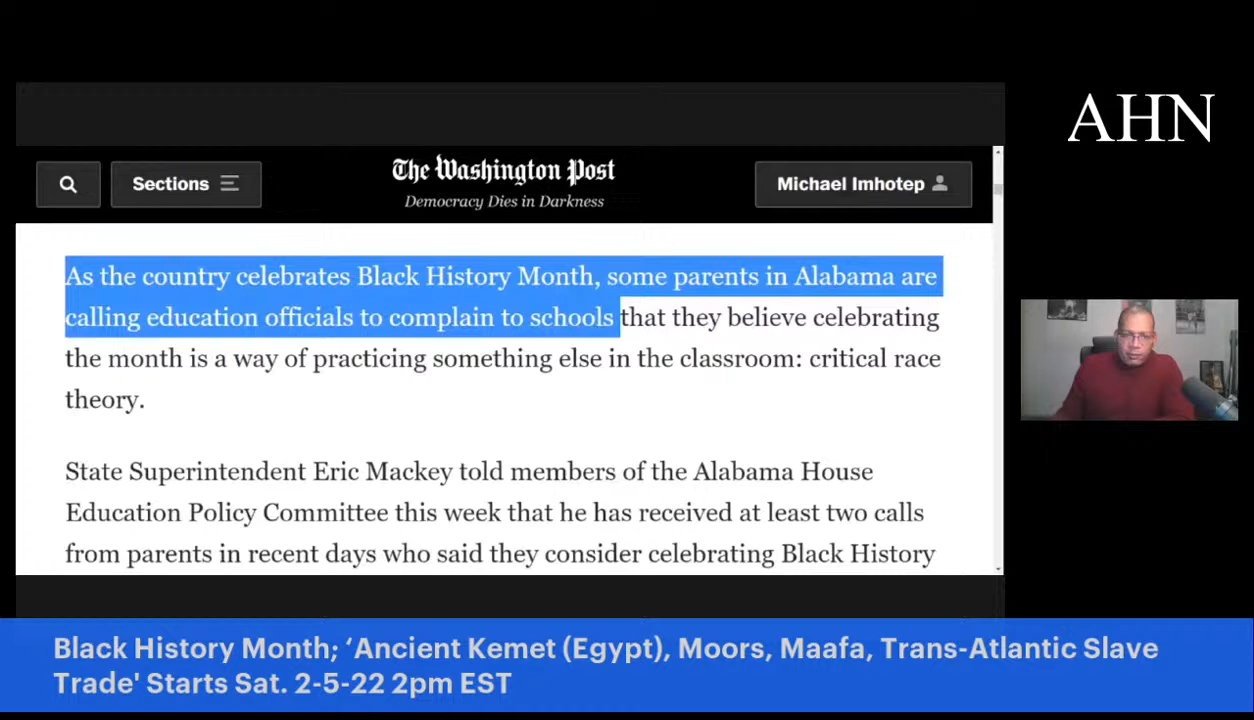 AHN
Sections
The Washington Post
Democracy Dies in Darkness
Michael Imhotep
As the country celebrates Black History Month, some parents in Alabama are
calling education officials to complain to schools that they believe celebrating
the month is a way of practicing something else in the classroom: critical race
theory.
State Superintendent Eric Mackey told members of the Alabama House
Education Policy Committee this week that he has received at least two calls
from parents in recent days who said they consider celebrating Black History
Black History Month; ‘Ancient Kemet (Egypt), Moors, Maafa, Trans-Atlantic Slave
Trade' Starts Sat. 2-5-22 2pm EST